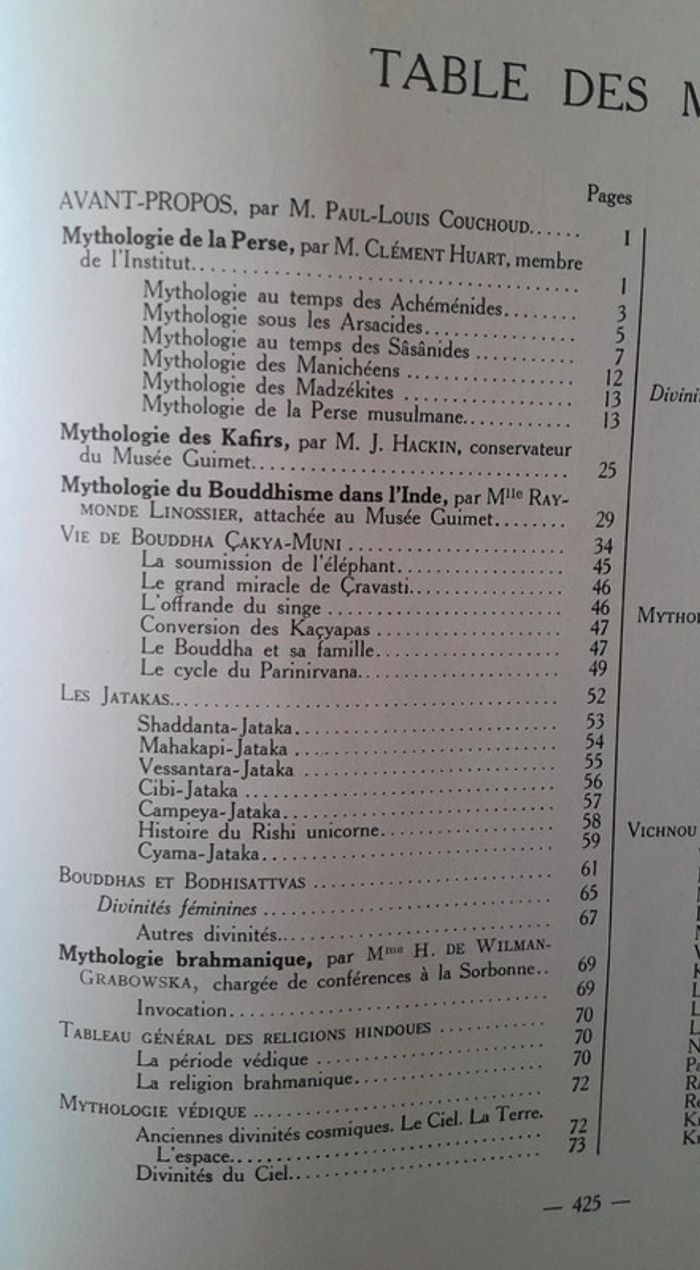 TABLE DES M
Pages
AVANT-PROPOS, par M. PAUL-LOUIS COUCHOUD...... I
Mythologie de la Perse, par M. CLÉMENT HUART, membre
de l'Institut........ 1
Mythologie au temps des Achéménides........ 3
Mythologie sous les Arsacides........ 5
Mythologie au temps des Sâsânides ........ 7
Mythologie des Manichéens ........ 12
Mythologie des Madzékites ........ 13
Mythologie de la Perse musulmane........ 13
Mythologie des Kafirs, par M. J. HACKIN, conservateur
du Musée Guimet........ 25
Mythologie du Bouddhisme dans l'Inde, par Mlle RAY-
MONDE LINOSSIER, attachée au Musée Guimet........ 29
VIE DE BOUDDHA ÇAKYA-MUNI ........ 34
La soumission de l'éléphant........ 45
Le grand miracle de Çravasti........ 46
L'offrande du singe ........ 46
Conversion des Kaçyapas ........ 47
Le Bouddha et sa famille........ 47
Le cycle du Parinirvana........ 49
LES JATAKAS........ 52
Shaddanta-Jataka........ 53
Mahakapi-Jataka ........ 54
Vessantara-Jataka ........ 55
Cibi-Jataka ........ 56
Campeya-Jataka........ 57
Histoire du Rishi unicorne........ 58
Cyama-Jataka........ 59
BOUDDHAS ET BODHISATTVAS ........ 61
Divinités féminines ........ 65
Autres divinités........ 67
Mythologie brahmanique, par Mme H. DE WILMAN-
GRABOWSKA, chargée de conférences à la Sorbonne.. 69
Invocation........ 69
TABLEAU GÉNÉRAL DES RELIGIONS HINDOUES ........ 70
La période védique ........ 70
La religion brahmanique........ 70
MYTHOLOGIE VÉDIQUE ........ 72
Anciennes divinités cosmiques. Le Ciel. La Terre.
L'espace........ 72
Divinités du Ciel........ 73
— 425 —
VICHNOU